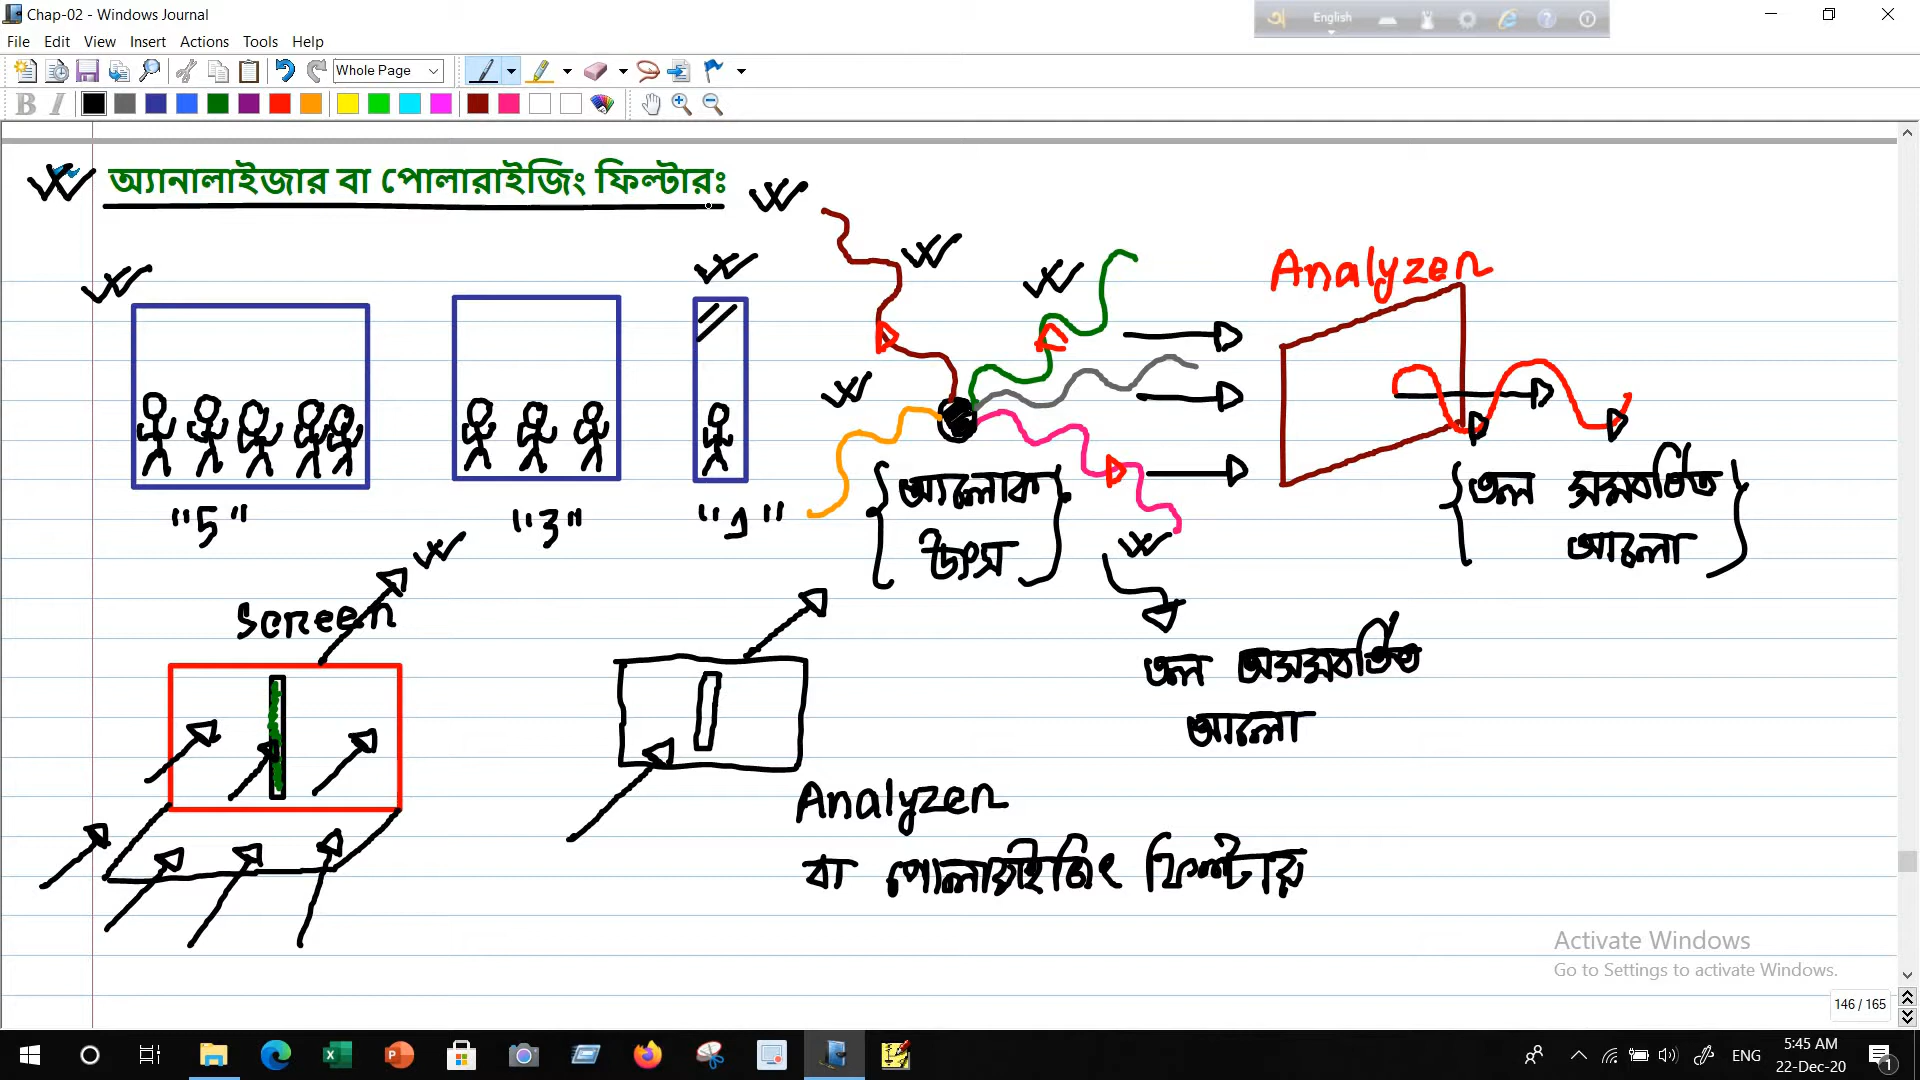 Chap-02 - Windows Journal
English
File Edit View Insert Actions Tools Help
Whole Page
অ্যানালাইজার বা পোলারাইজিং ফিল্টারঃ
Analyzer
"5" "3" "1"
আলোক
উৎস
তল সমবর্তিত
আলো
Screen
তল অসমবর্তিত
আলো
Analyzer
বা পোলারাইজিং ফিল্টার
Activate Windows
Go to Settings to activate Windows.
146 / 165
ENG
5:45 AM
22-Dec-20
1